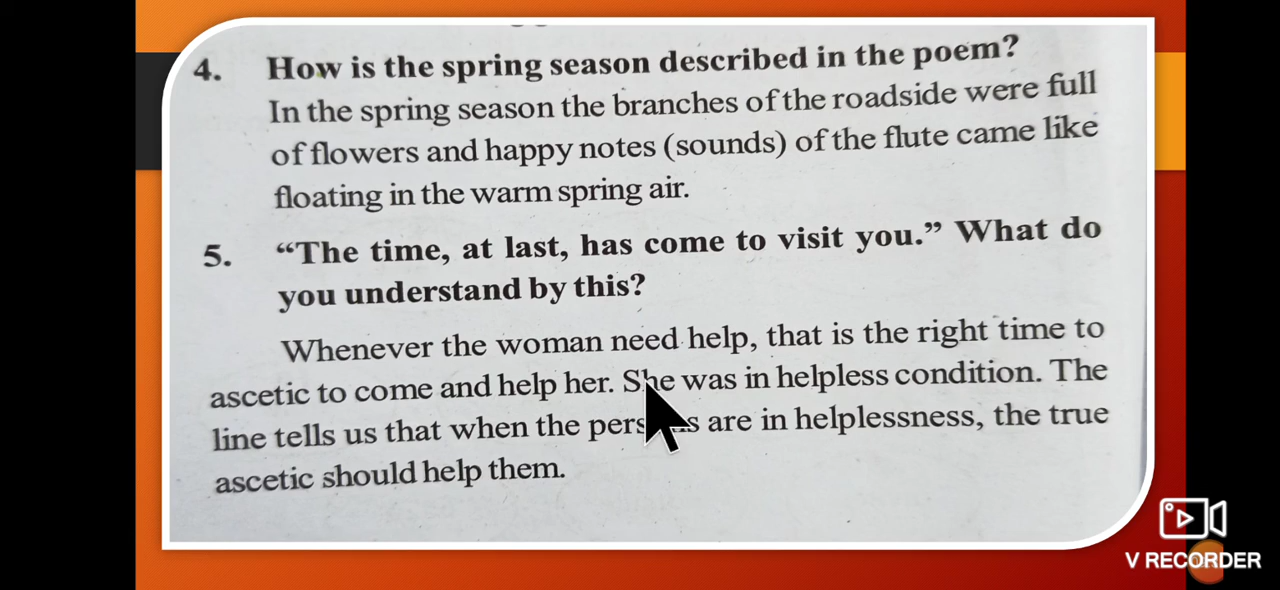 4. How is the spring season described in the poem?
In the spring season the branches of the roadside were full
of flowers and happy notes (sounds) of the flute came like
floating in the warm spring air.
5. “The time, at last, has come to visit you.” What do
you understand by this?
Whenever the woman need help, that is the right time to
ascetic to come and help her. She was in helpless condition. The
line tells us that when the are in helplessness, the true
ascetic should help them.
V RECORDER